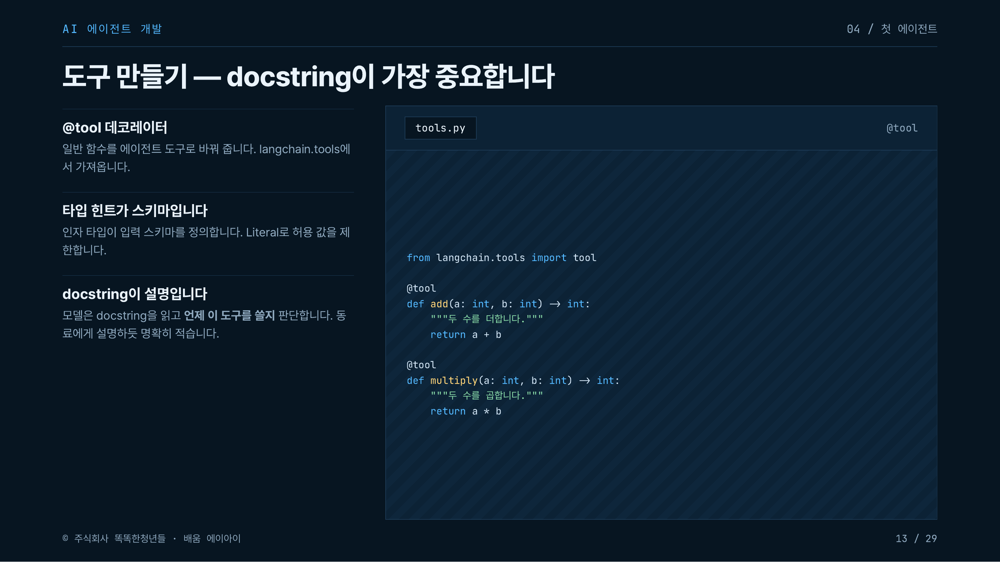 AI 에이전트 개발
04 / 첫 에이전트
도구 만들기 — docstring이 가장 중요합니다
@tool 데코레이터
일반 함수를 에이전트 도구로 바꿔 줍니다. langchain.tools에
서 가져옵니다.
타입 힌트가 스키마입니다
인자 타입이 입력 스키마를 정의합니다. Literal로 허용 값을 제
한합니다.
docstring이 설명입니다
모델은 docstring을 읽고 언제 이 도구를 쓸지 판단합니다. 동
료에게 설명하듯 명확히 적습니다.
tools.py
@tool
from langchain.tools import tool
@tool
def add(a: int, b: int) -> int:
    """두 수를 더합니다."""
    return a + b
@tool
def multiply(a: int, b: int) -> int:
    """두 수를 곱합니다."""
    return a * b
© 주식회사 똑똑한청년들 · 배움 에이아이
13 / 29